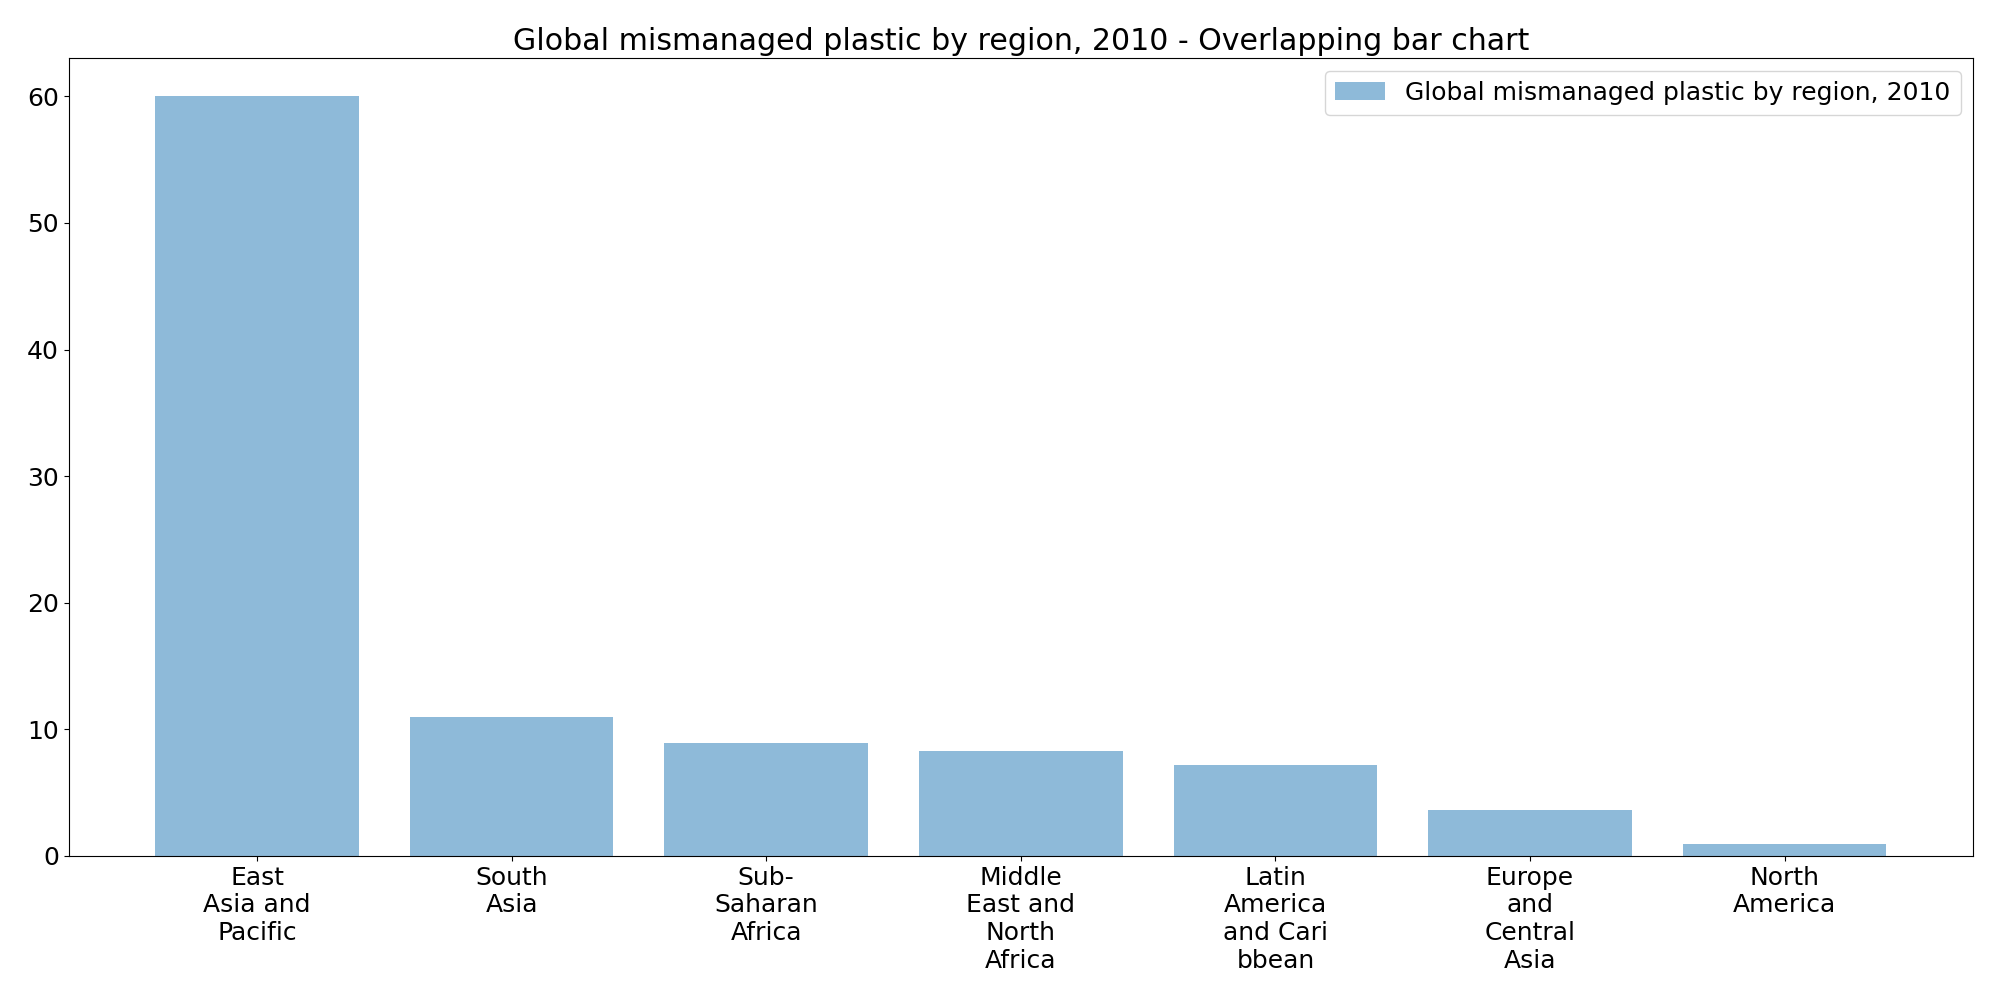 Global mismanaged plastic by region, 2010 - Overlapping bar chart
Global mismanaged plastic by region, 2010
60
50
40
30
20
10
0
East
Asia and
Pacific
South
Asia
Sub-
Saharan
Africa
Middle
East and
North
Africa
Latin
America
and Cari
bbean
Europe
and
Central
Asia
North
America